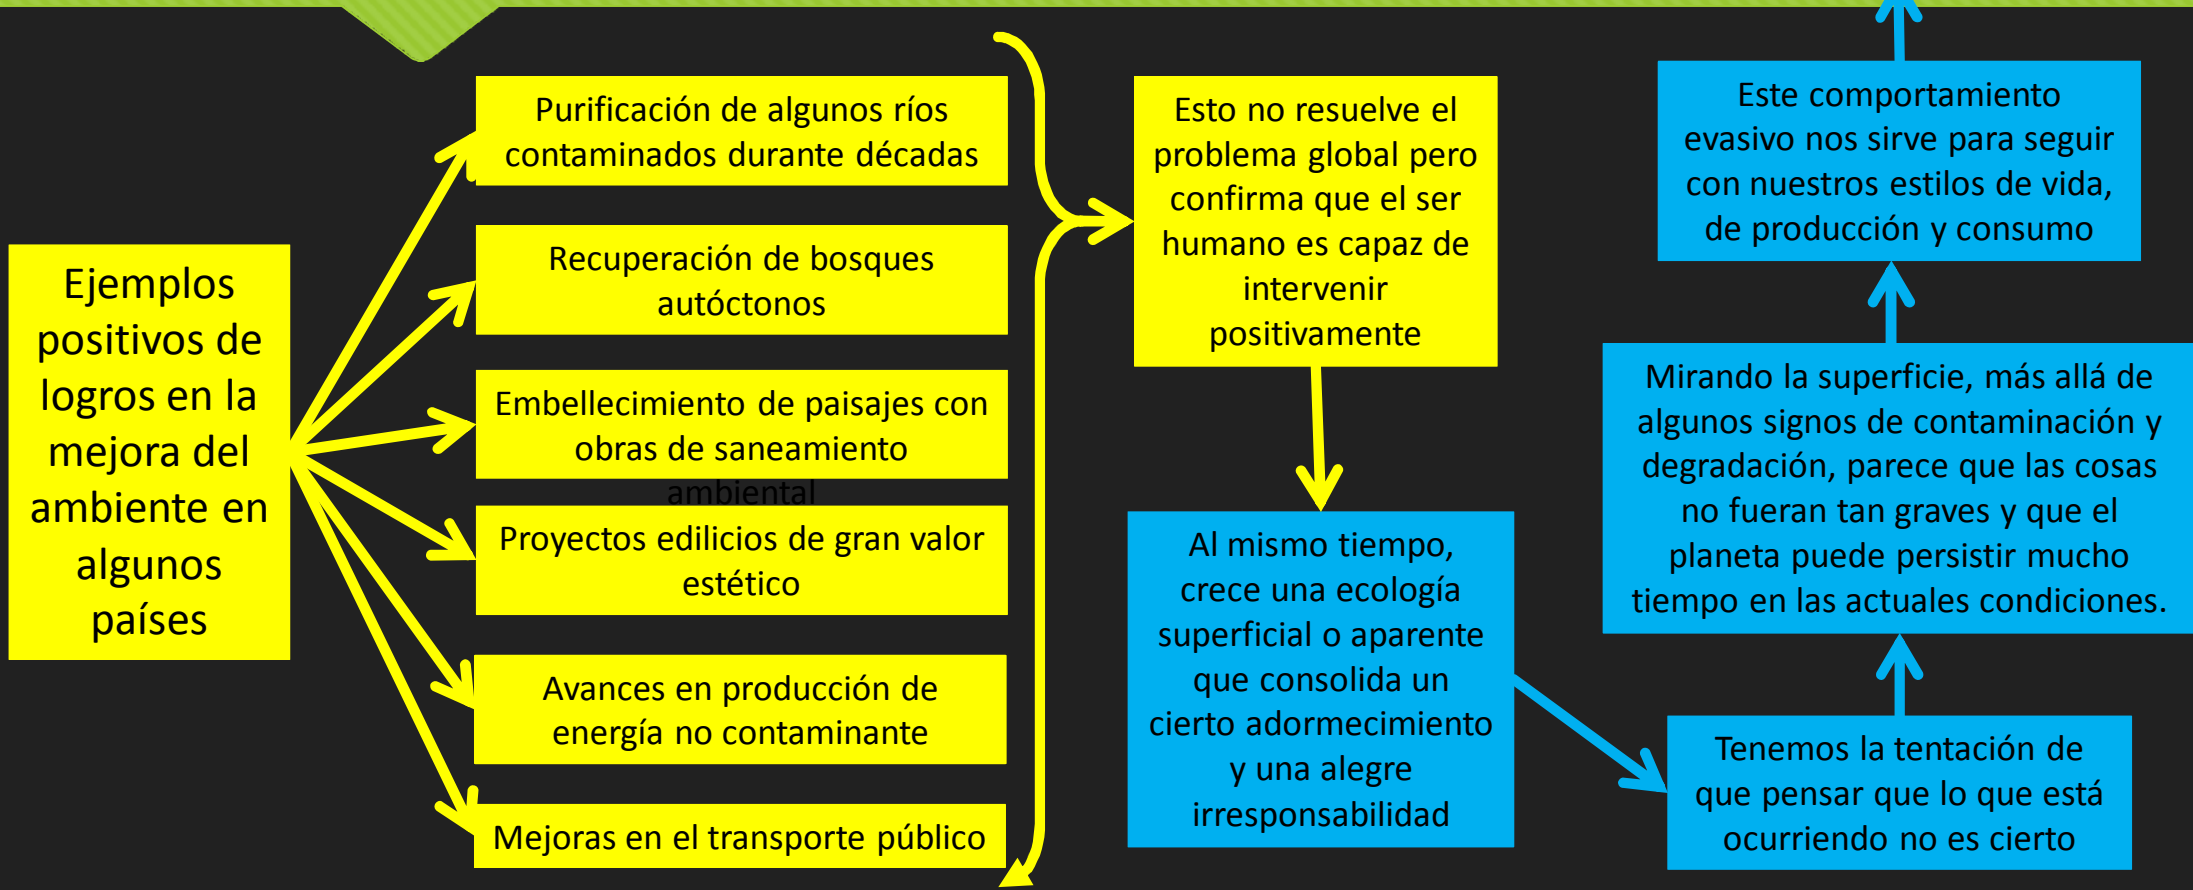 Ejemplos
positivos de
logros en la
mejora del
ambiente en
algunos
países
Purificación de algunos ríos
contaminados durante décadas
Recuperación de bosques
autóctonos
Embellecimiento de paisajes con
obras de saneamiento
ambiental
Proyectos edilicios de gran valor
estético
Avances en producción de
energía no contaminante
Mejoras en el transporte público
Esto no resuelve el
problema global pero
confirma que el ser
humano es capaz de
intervenir
positivamente
Al mismo tiempo,
crece una ecología
superficial o aparente
que consolida un
cierto adormecimiento
y una alegre
irresponsabilidad
Tenemos la tentación de
que pensar que lo que está
ocurriendo no es cierto
Mirando la superficie, más allá de
algunos signos de contaminación y
degradación, parece que las cosas
no fueran tan graves y que el
planeta puede persistir mucho
tiempo en las actuales condiciones.
Este comportamiento
evasivo nos sirve para seguir
con nuestros estilos de vida,
de producción y consumo